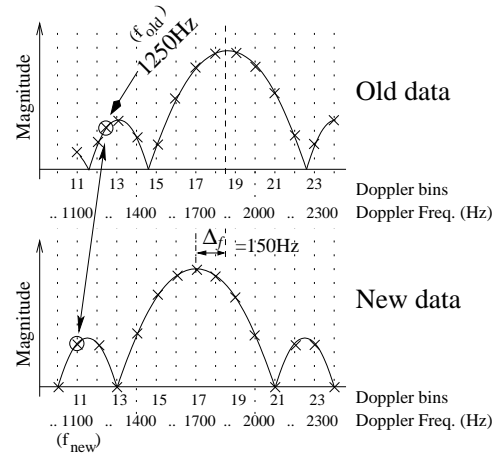 (f_old)
1250Hz
Magnitude
Old data
11 13 15 17 19 21 23
Doppler bins
.. 1100 .. 1400 .. 1700 .. 2000 .. 2300
Doppler Freq. (Hz)
Δ_f =150Hz
Magnitude
New data
11 13 15 17 19 21 23
Doppler bins
.. 1100 .. 1400 .. 1700 .. 2000 .. 2300
Doppler Freq. (Hz)
(f_new)